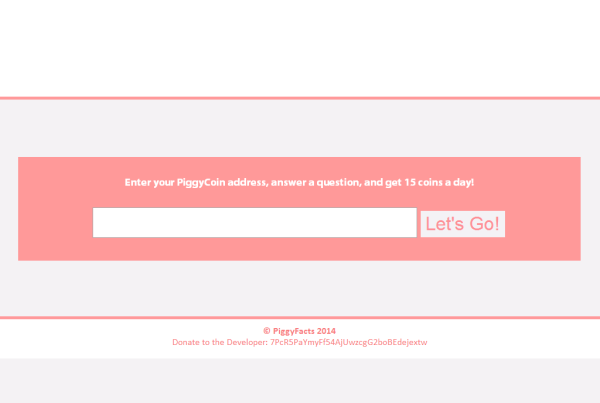 Enter your PiggyCoin address, answer a question, and get 15 coins a day!
Let's Go!
© PiggyFacts 2014
Donate to the Developer: 7PcR5PaYmyFf54AjUwzcgG2boBEdeJextw